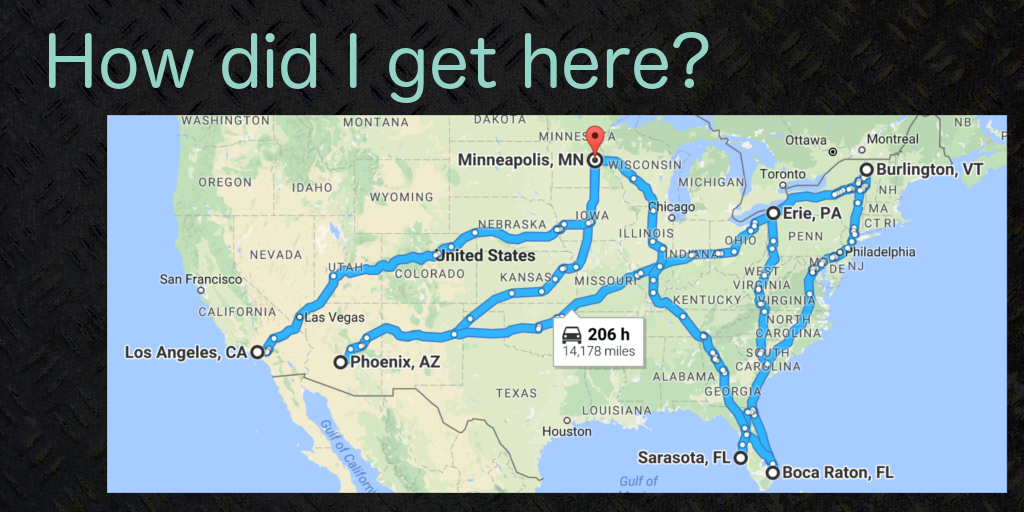 How did I get here?
WASHINGTON
MONTANA
DAKOTA
NB
MINNESOTA
Ottawa
Montreal
Minneapolis, MN
WISCONSIN
Burlington, VT
OREGON
IDAHO
MICHIGAN
Toronto
NH
WYOMING
Chicago
MA
Erie, PA
CT RI
NEBRASKA
IOWA
ILLINOIS
OHIO
PENN
NEVADA
United States
INDIANA
Philadelphia
UTAH
COLORADO
KANSAS
MISSOURI
MD
DE
NJ
San Francisco
WEST
VIRGINIA
KENTUCKY
VIRGINIA
CALIFORNIA
Las Vegas
NORTH
CAROLINA
206 h
14,178 miles
Los Angeles, CA
Phoenix, AZ
SOUTH
CAROLINA
ALABAMA
TEXAS
GEORGIA
LOUISIANA
Houston
Gulf of California
Sarasota, FL
Boca Raton, FL
Gulf of